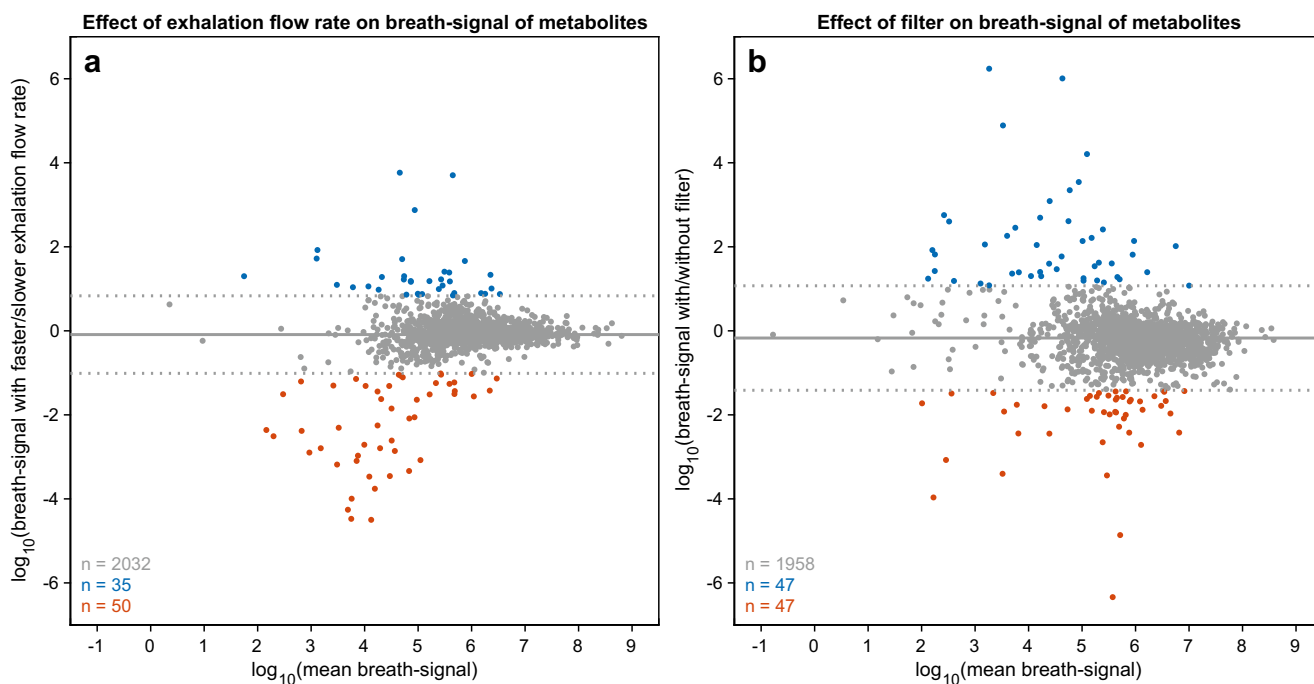 Effect of exhalation flow rate on breath-signal of metabolites
a
log10(breath-signal with faster/slower exhalation flow rate)
6
4
2
0
-2
-4
-6
n = 2032
n = 35
n = 50
-1 0 1 2 3 4 5 6 7 8 9
log10(mean breath-signal)
Effect of filter on breath-signal of metabolites
b
log10(breath-signal with/without filter)
6
4
2
0
-2
-4
-6
n = 1958
n = 47
n = 47
-1 0 1 2 3 4 5 6 7 8 9
log10(mean breath-signal)